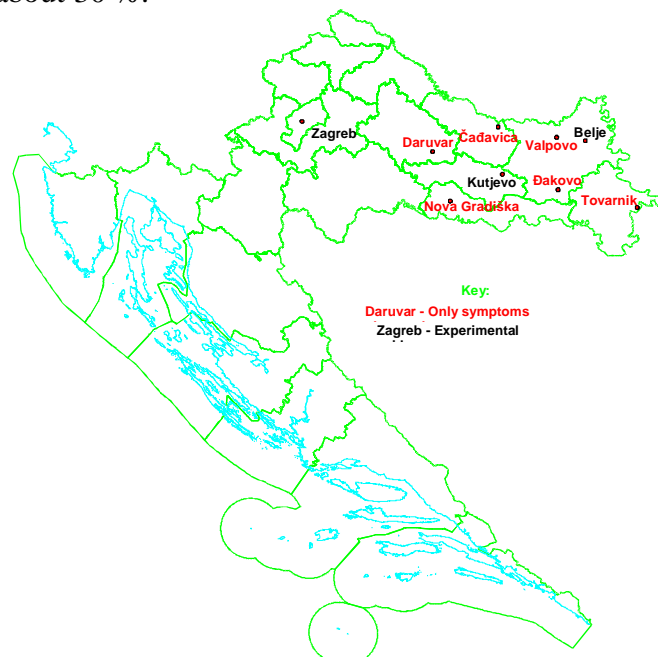 Zagreb
Daruvar
Čađavica
Valpovo
Belje
Kutjevo
Đakovo
Tovarnik
Nova Gradiška
Key:
Daruvar - Only symptoms
Zagreb - Experimental